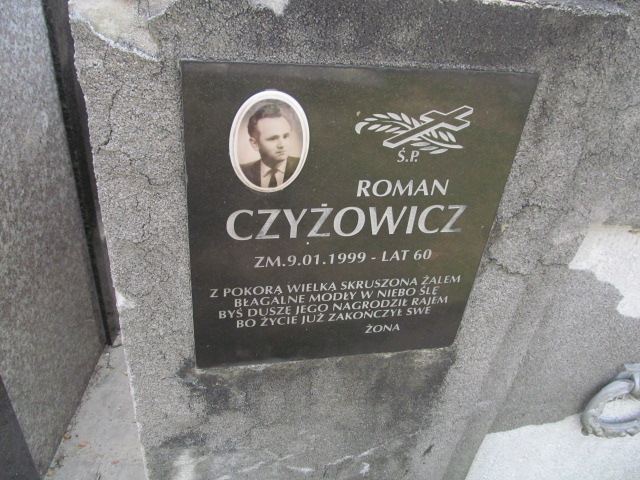 Ś.P.
ROMAN
CZYŻOWICZ
ZM.9.01.1999 - LAT 60
Z POKORĄ WIELKĄ SKRUSZONA ŻALEM
BŁAGALNE MODŁY W NIEBO ŚLĘ
BYŚ DUSZĘ JEGO NAGRODZIŁ RAJEM
BO ŻYCIE JUŻ ZAKOŃCZYŁ SWE
ŻONA